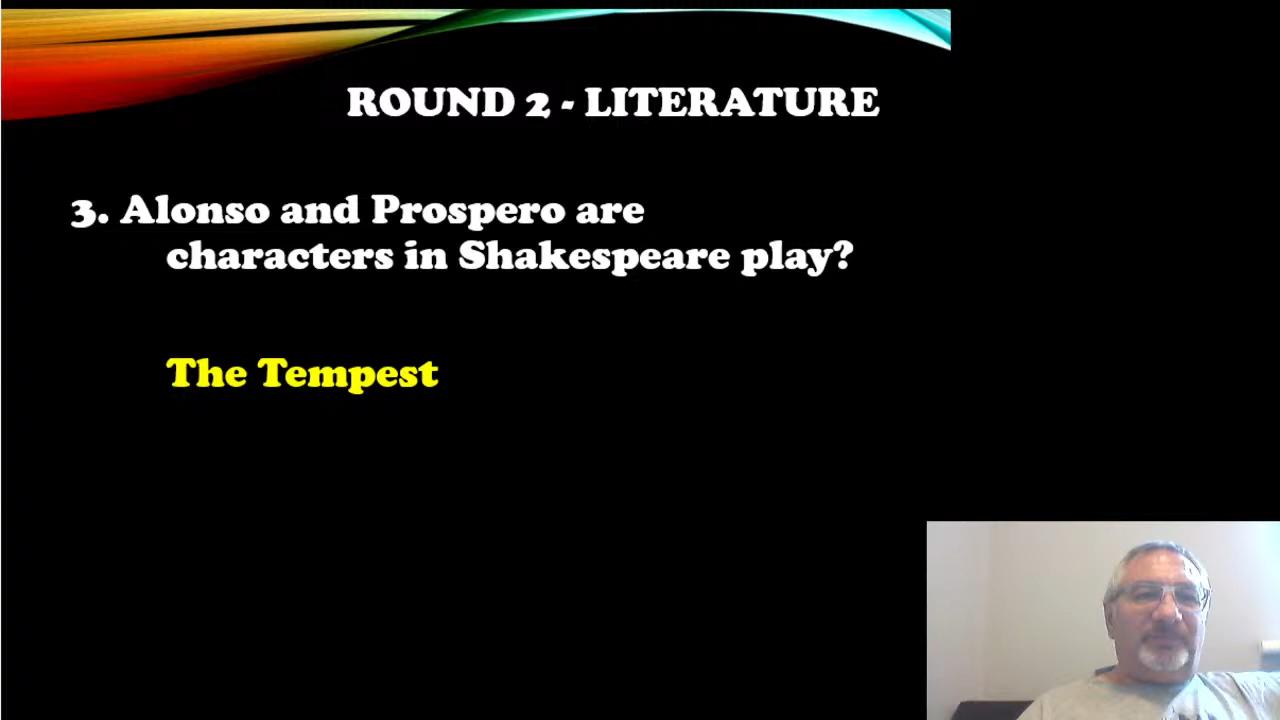 ROUND 2 - LITERATURE
3. Alonso and Prospero are
characters in Shakespeare play?
The Tempest